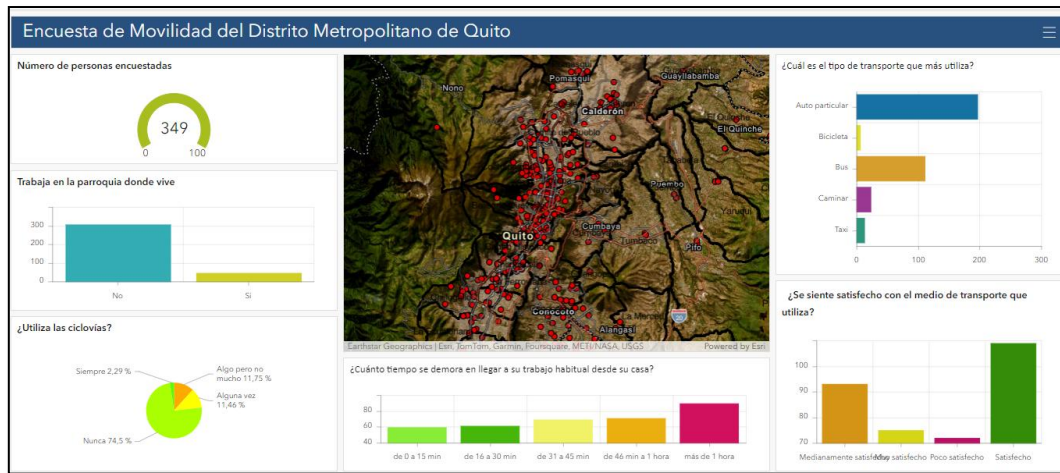 Encuesta de Movilidad del Distrito Metropolitano de Quito
Número de personas encuestadas
349
0
100
Trabaja en la parroquia donde vive
300
200
100
0
No
Si
¿Utiliza las ciclovías?
Siempre 2,29 %
Algo pero no
mucho 11,75 %
Alguna vez
11,46 %
Nunca 74,5 %
Nono
Pomasqui
Guayllabamba
Calderón
El Quinche
Puembo
Yaruquí
Quito
Cumbaya
Tumbaco
Pifo
Conocoto
Alangasí
Earthstar Geographics | Esri, TomTom, Garmin, Foursquare, METI/NASA, USGS
Powered by Esri
¿Cuánto tiempo se demora en llegar a su trabajo habitual desde su casa?
80
60
40
de 0 a 15 min
de 16 a 30 min
de 31 a 45 min
de 46 min a 1 hora
más de 1 hora
¿Cuál es el tipo de transporte que más utiliza?
Auto particular
Bicicleta
Bus
Caminar
Taxi
0
100
200
300
¿Se siente satisfecho con el medio de transporte que
utiliza?
100
90
80
70
Medianamente satisfecho
Muy satisfecho
Poco satisfecho
Satisfecho